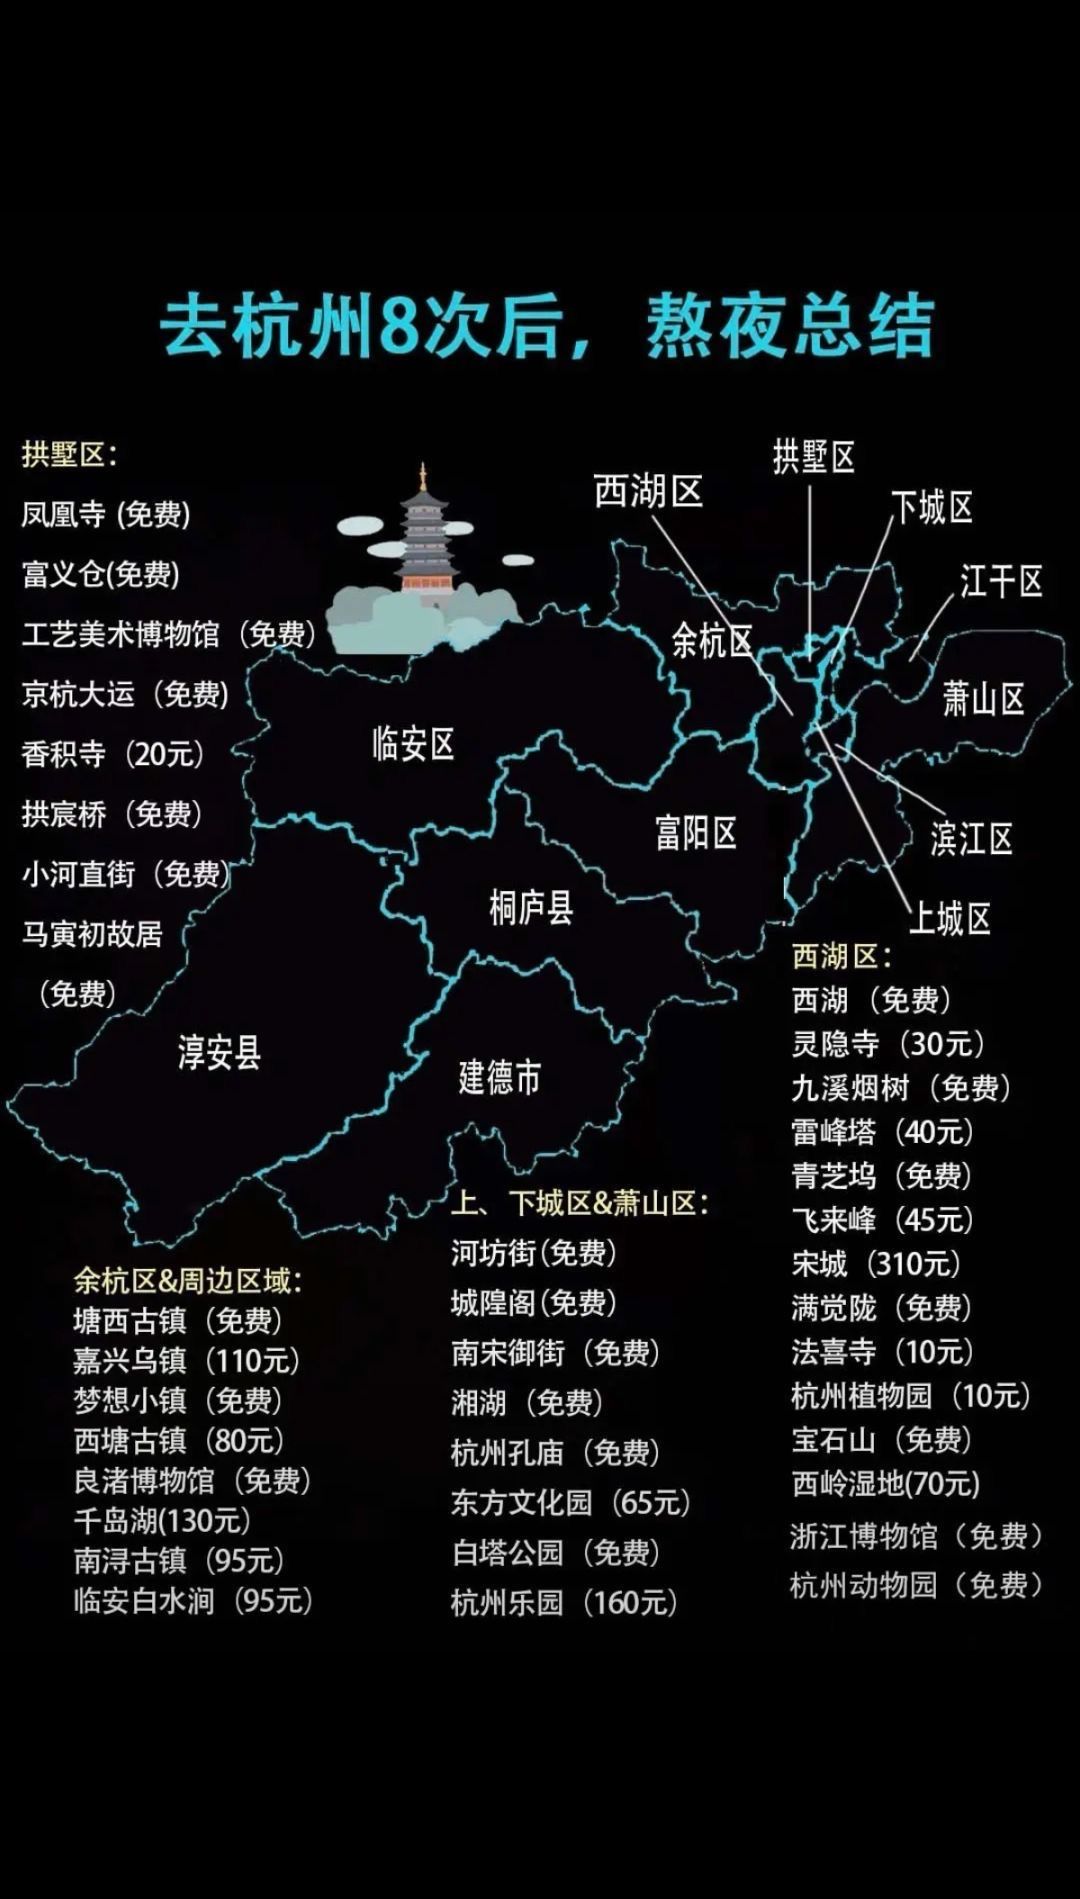 去杭州8次后，熬夜总结
拱墅区：
凤凰寺 (免费)
富义仓(免费)
工艺美术博物馆（免费）
京杭大运（免费)
香积寺（20元）
拱宸桥（免费）
小河直街（免费）
马寅初故居
（免费）
西湖区
拱墅区
下城区
江干区
余杭区
萧山区
临安区
富阳区
滨江区
桐庐县
上城区
淳安县
建德市
西湖区：
西湖（免费）
灵隐寺（30元）
九溪烟树（免费）
雷峰塔（40元）
青芝坞（免费）
飞来峰（45元）
宋城（310元）
满觉陇（免费）
法喜寺（10元）
杭州植物园（10元）
宝石山（免费）
西岭湿地(70元)
浙江博物馆（免费）
杭州动物园（免费）
上、下城区&萧山区：
河坊街(免费）
城隍阁(免费）
南宋御街（免费）
湘湖（免费）
杭州孔庙（免费）
东方文化园（65元）
白塔公园（免费）
杭州乐园（160元）
余杭区&周边区域：
塘西古镇（免费）
嘉兴乌镇（110元）
梦想小镇（免费）
西塘古镇（80元）
良渚博物馆（免费）
千岛湖(130元）
南浔古镇（95元）
临安白水涧（95元）